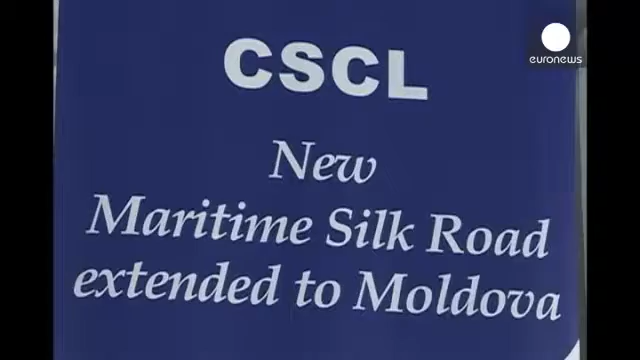 euronews
CSCL
New
Maritime Silk Road
extended to Moldova